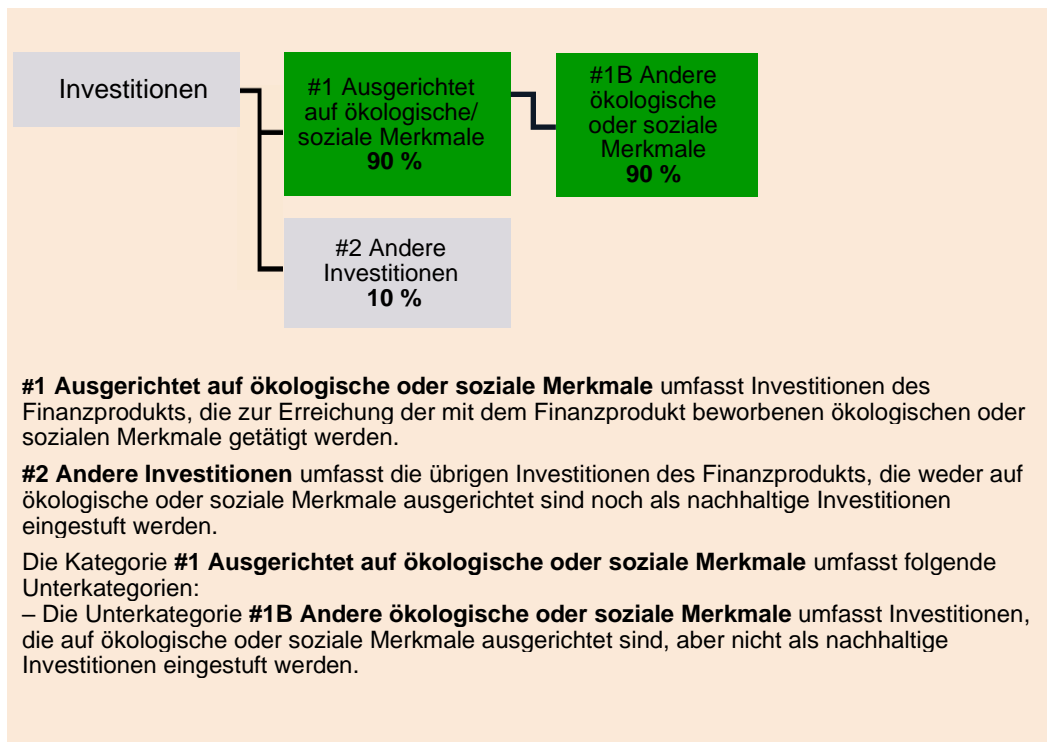 Investitionen
#1 Ausgerichtet
auf ökologische/
soziale Merkmale
90 %
#1B Andere
ökologische
oder soziale
Merkmale
90 %
#2 Andere
Investitionen
10 %
#1 Ausgerichtet auf ökologische oder soziale Merkmale umfasst Investitionen des
Finanzprodukts, die zur Erreichung der mit dem Finanzprodukt beworbenen ökologischen oder
sozialen Merkmale getätigt werden.
#2 Andere Investitionen umfasst die übrigen Investitionen des Finanzprodukts, die weder auf
ökologische oder soziale Merkmale ausgerichtet sind noch als nachhaltige Investitionen
eingestuft werden.
Die Kategorie #1 Ausgerichtet auf ökologische oder soziale Merkmale umfasst folgende
Unterkategorien:
– Die Unterkategorie #1B Andere ökologische oder soziale Merkmale umfasst Investitionen,
die auf ökologische oder soziale Merkmale ausgerichtet sind, aber nicht als nachhaltige
Investitionen eingestuft werden.